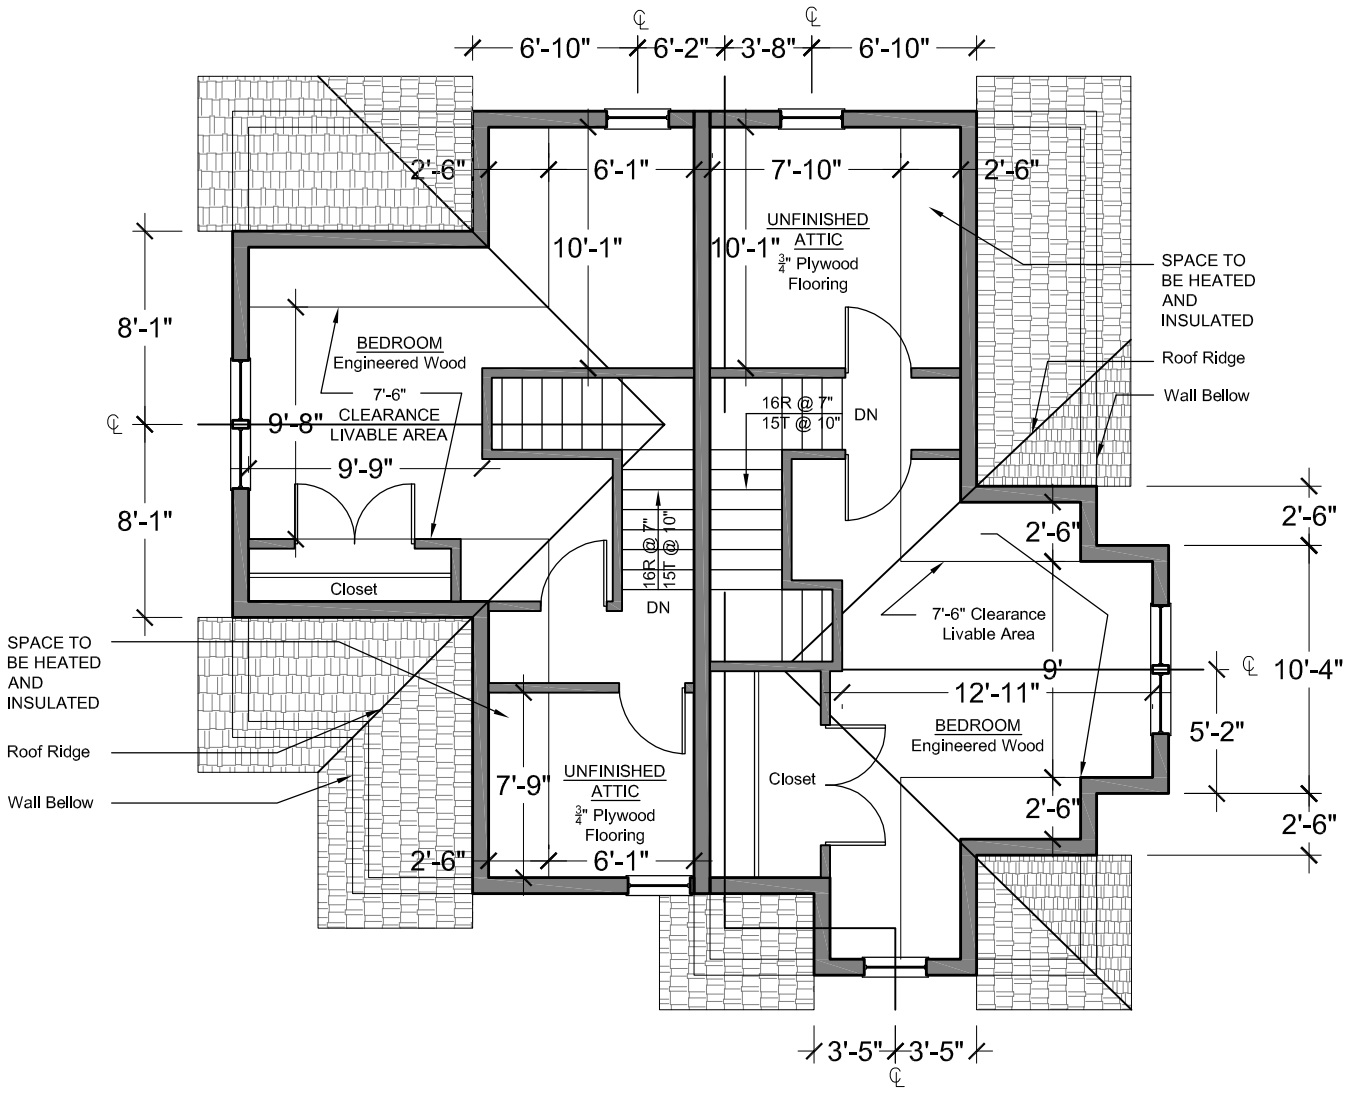 ℄
℄
6'-10"
6'-2"
3'-8"
6'-10"
2'-6"
6'-1"
7'-10"
2'-6"
UNFINISHED
ATTIC
3/4" Plywood
Flooring
10'-1"
10'-1"
SPACE TO
BE HEATED
AND
INSULATED
8'-1"
BEDROOM
Engineered Wood
Roof Ridge
7'-6"
CLEARANCE
LIVABLE AREA
Wall Bellow
16R @ 7"
15T @ 10"
DN
℄
9'-8"
9'-9"
8'-1"
2'-6"
2'-6"
16R @ 7"
15T @ 10"
Closet
DN
7'-6" Clearance
Livable Area
SPACE TO
BE HEATED
AND
INSULATED
9'
℄
10'-4"
12'-11"
5'-2"
BEDROOM
Engineered Wood
Roof Ridge
Wall Bellow
7'-9"
UNFINISHED
ATTIC
3/4" Plywood
Flooring
Closet
2'-6"
2'-6"
2'-6"
6'-1"
3'-5"
3'-5"
℄